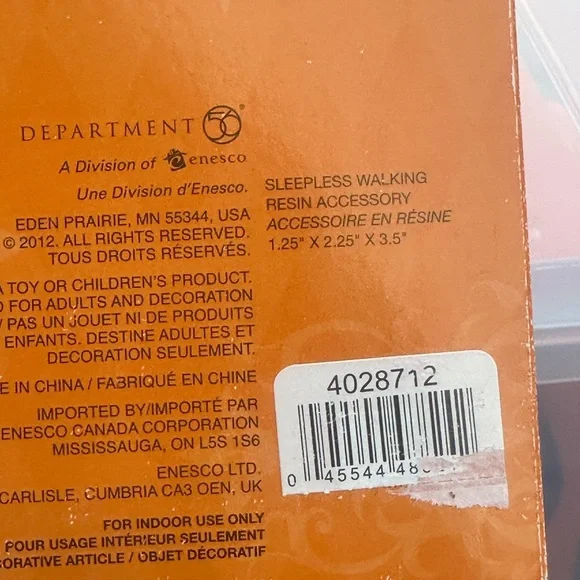 DEPARTMENT 56®
A Division of enesco
Une Division d'Enesco.
EDEN PRAIRIE, MN 55344, USA
© 2012. ALL RIGHTS RESERVED.
TOUS DROITS RÉSERVÉS.
SLEEPLESS WALKING
RESIN ACCESSORY
ACCESSOIRE EN RÉSINE
1.25" X 2.25" X 3.5"
A TOY OR CHILDREN'S PRODUCT.
FOR ADULTS AND DECORATION
PAS UN JOUET NI DE PRODUITS
ENFANTS. DESTINE ADULTES ET
DECORATION SEULEMENT.
IN CHINA / FABRIQUÉ EN CHINE
IMPORTED BY/IMPORTÉ PAR
ENESCO CANADA CORPORATION
MISSISSAUGA, ON L5S 1S6
ENESCO LTD.
CARLISLE, CUMBRIA CA3 OEN, UK
FOR INDOOR USE ONLY
POUR USAGE INTÉRIEUR SEULEMENT
ARTICLE / OBJET DÉCORATIF
4028712
0 45544 48